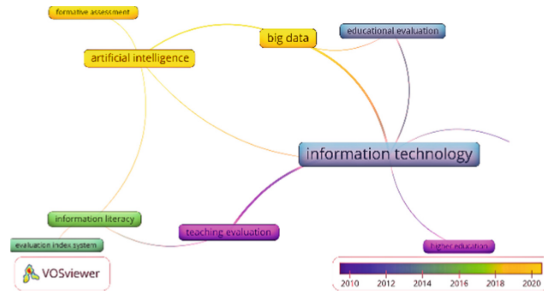 formative assessment
big data
educational evaluation
artificial intelligence
information technology
information literacy
teaching evaluation
evaluation index system
higher education
VOSviewer
2010 2012 2014 2016 2018 2020